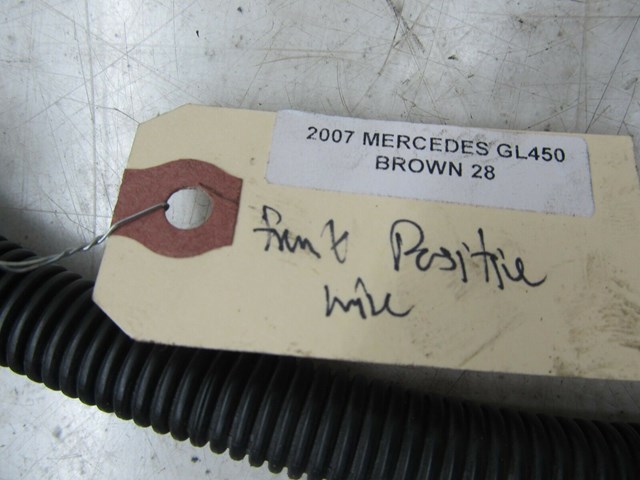 2007 MERCEDES GL450
BROWN 28
front Positive
wire